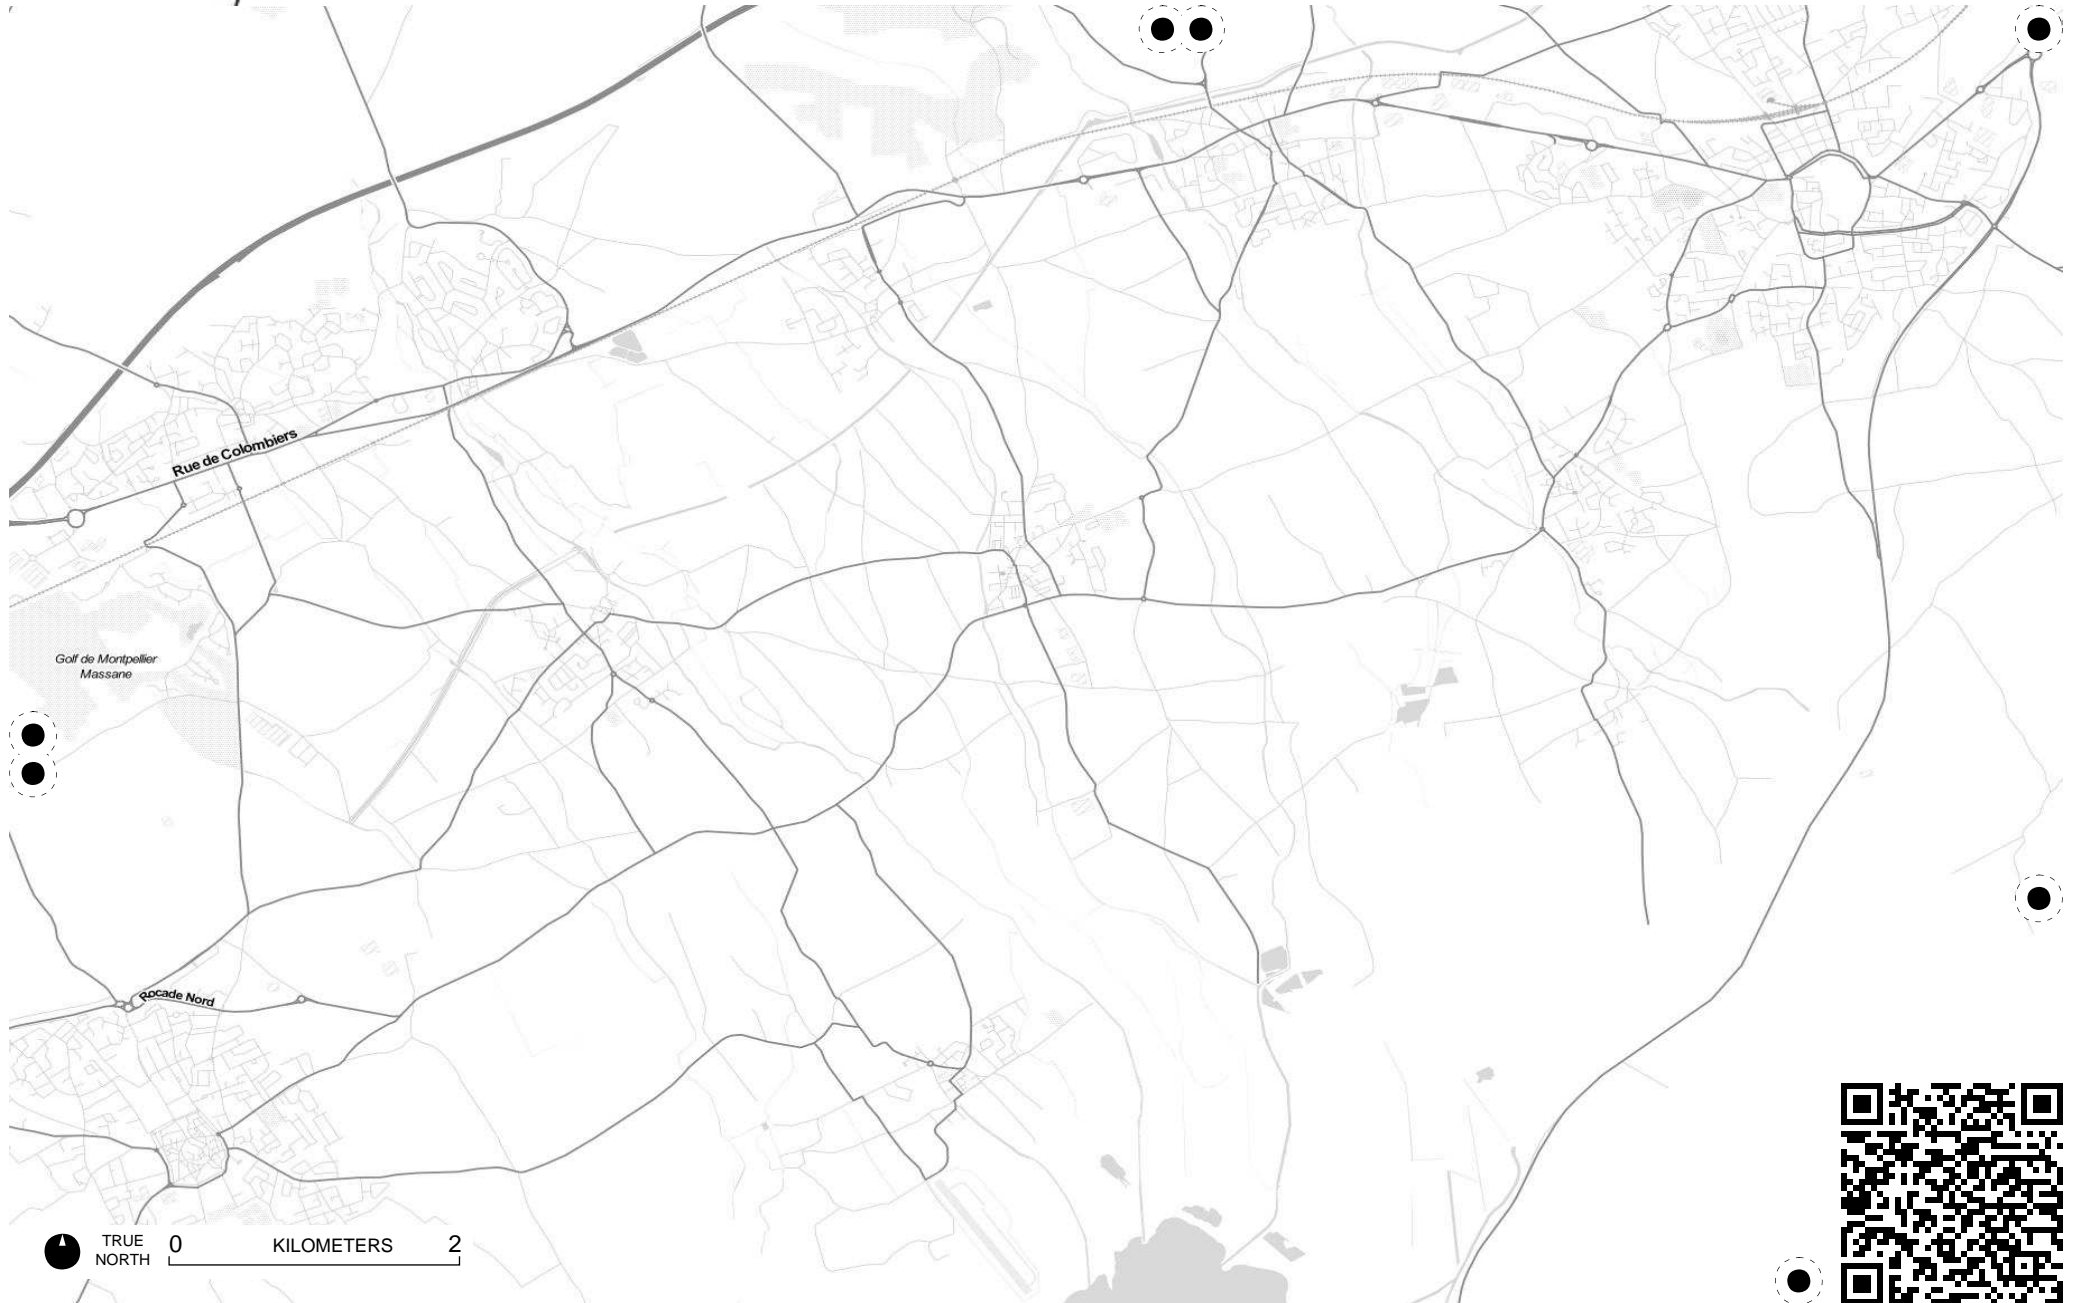 Rue de Colombiers
Golf de Montpellier
Massane
Rocade Nord
TRUE
NORTH
0 KILOMETERS 2